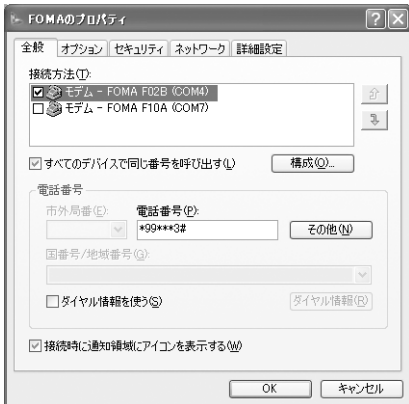 FOMAのプロパティ
全般 オプション セキュリティ ネットワーク 詳細設定
接続方法(T):
モデム - FOMA F02B (COM4)
モデム - FOMA F10A (COM7)
すべてのデバイスで同じ番号を呼び出す(L) 構成(O)...
電話番号
市外局番(E): 電話番号(P):
*99***3# その他(N)
国番号/地域番号(G):
ダイヤル情報を使う(S) ダイヤル情報(R)
接続時に通知領域にアイコンを表示する(W)
OK キャンセル